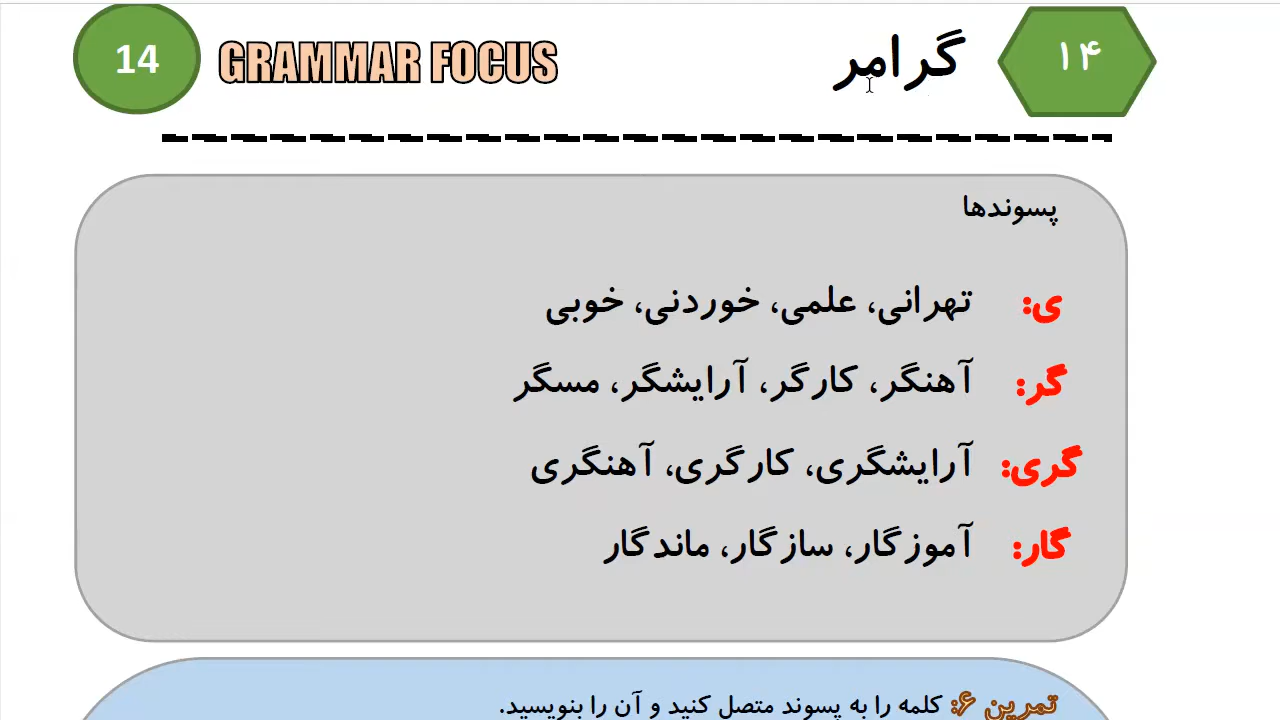 14 GRAMMAR FOCUS گرامر ۱۴
پسوندها
ی: تهرانی، علمی، خوردنی، خوبی
گر: آهنگر، کارگر، آرایشگر، مسگر
گری: آرایشگری، کارگری، آهنگری
گار: آموزگار، سازگار، ماندگار
تمرین ۶: کلمه را به پسوند متصل کنید و آن را بنویسید.